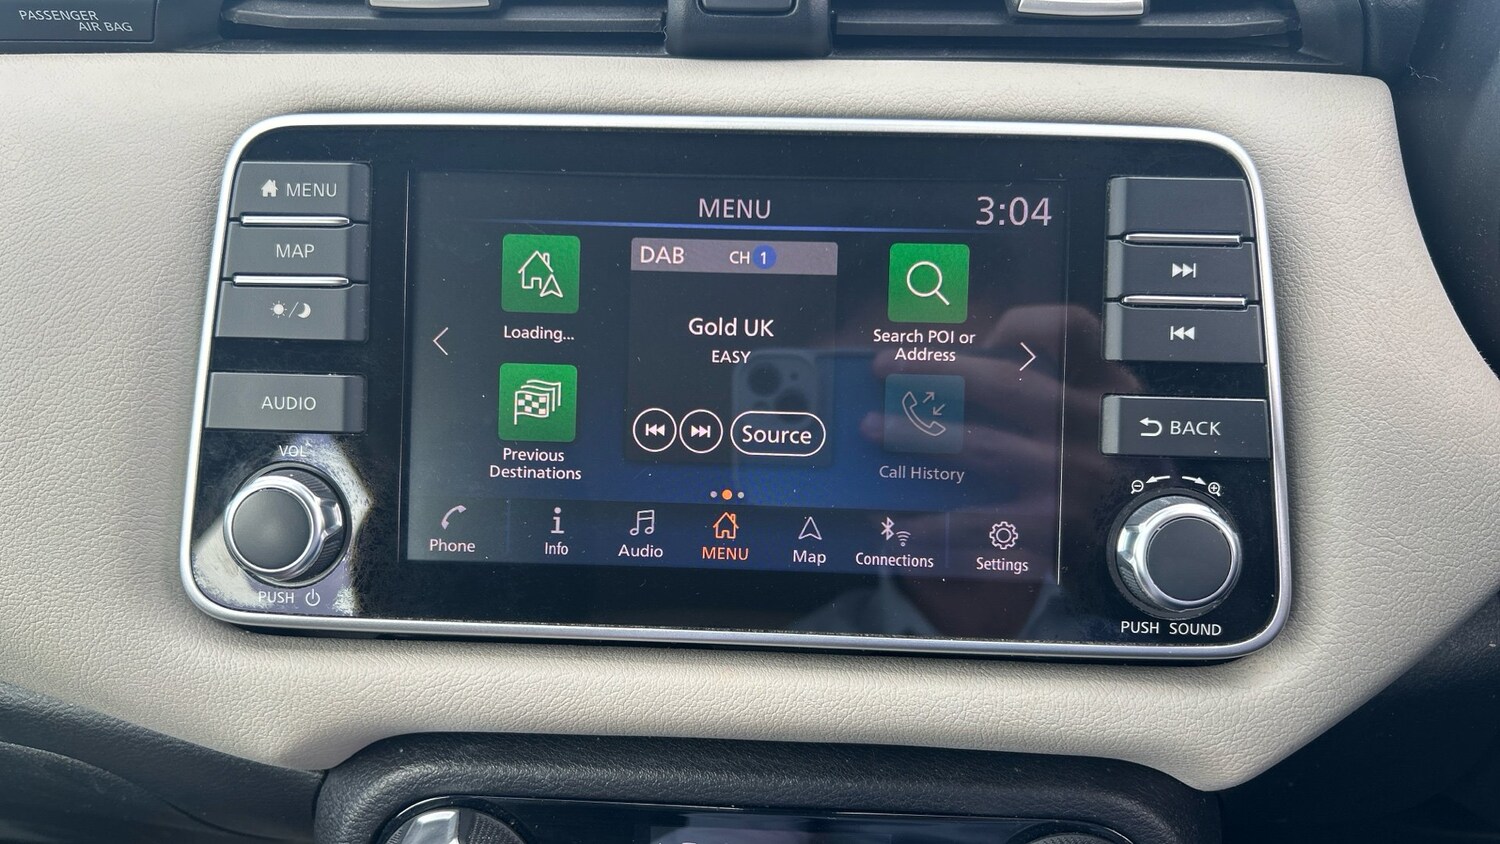 PASSENGER
AIR BAG
MENU
MAP
AUDIO
VOL
PUSH
MENU
3:04
Loading...
Previous
Destinations
DAB CH 1
Gold UK
EASY
Source
Search POI or
Address
Call History
Phone
Info
Audio
MENU
Map
Connections
Settings
BACK
PUSH SOUND